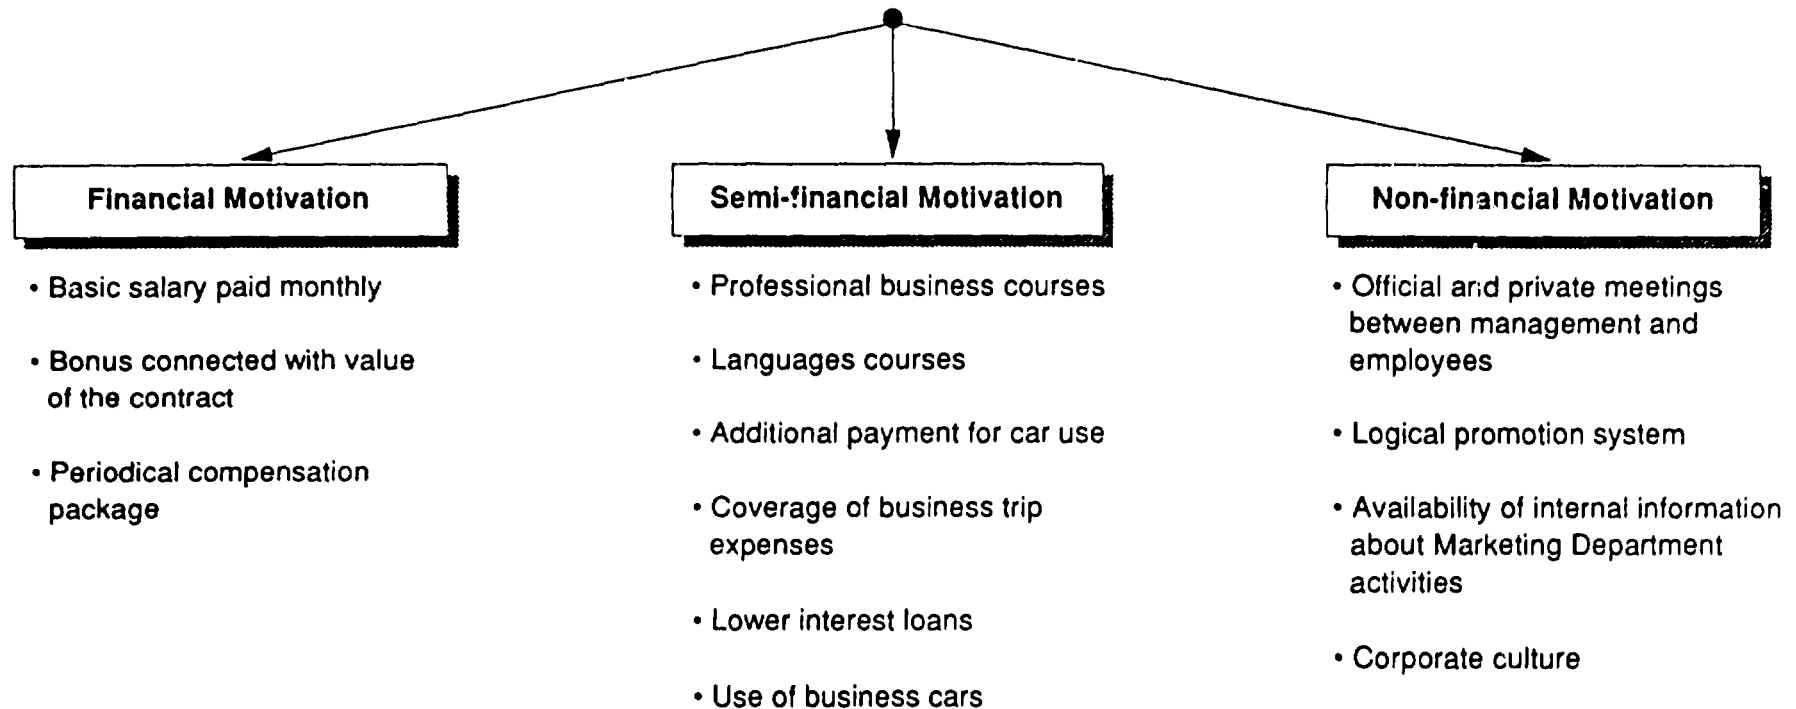 Financial Motivation
• Basic salary paid monthly
• Bonus connected with value
of the contract
• Periodical compensation
package
Semi-financial Motivation
• Professional business courses
• Languages courses
• Additional payment for car use
• Coverage of business trip
expenses
• Lower interest loans
• Use of business cars
Non-financial Motivation
• Official and private meetings
between management and
employees
• Logical promotion system
• Availability of internal information
about Marketing Department
activities
• Corporate culture